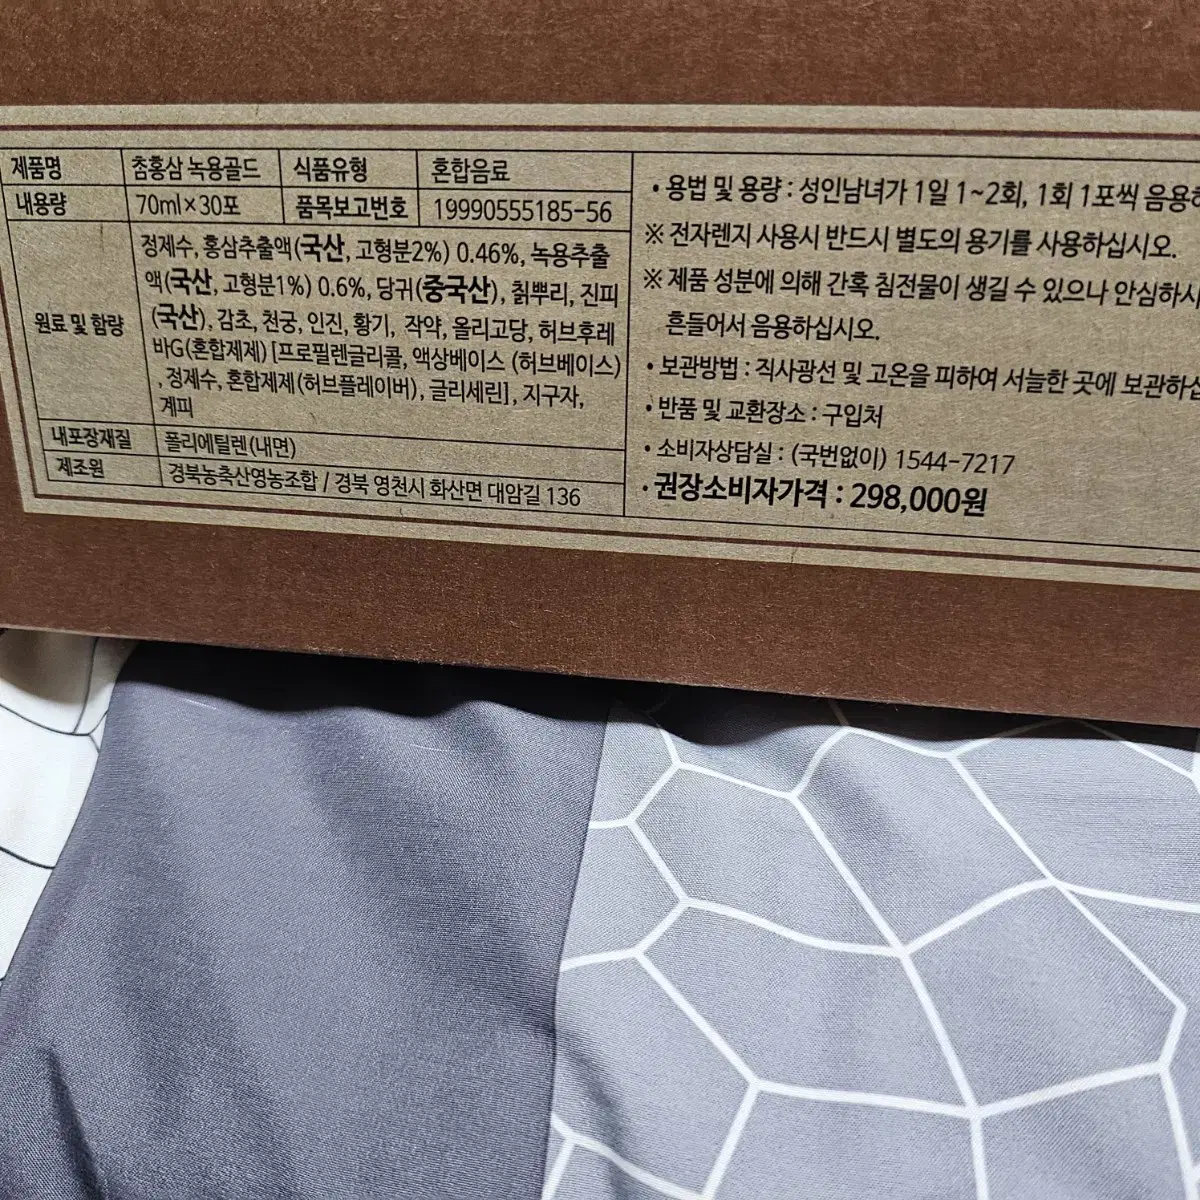 제품명 참홍삼 녹용골드 식품유형 혼합음료
내용량 70ml×30포 품목보고번호 19990555185-56
원료 및 함량
정제수, 홍삼추출액(국산, 고형분2%) 0.46%, 녹용추출
액(국산, 고형분1%) 0.6%, 당귀(중국산), 칡뿌리, 진피
(국산), 감초, 천궁, 인진, 황기, 작약, 올리고당, 허브후레
바G(혼합제제) [프로필렌글리콜, 액상베이스 (허브베이스)
, 정제수, 혼합제제(허브플레이버), 글리세린], 지구자,
계피
내포장재질 폴리에틸렌(내면)
제조원 경북농축산영농조합 / 경북 영천시 화산면 대암길 136
• 용법 및 용량 : 성인남녀가 1일 1~2회, 1회 1포씩 음용하
※ 전자렌지 사용시 반드시 별도의 용기를 사용하십시오.
※ 제품 성분에 의해 간혹 침전물이 생길 수 있으나 안심하시
흔들어서 음용하십시오.
• 보관방법 : 직사광선 및 고온을 피하여 서늘한 곳에 보관하십
• 반품 및 교환장소 : 구입처
• 소비자상담실 : (국번없이) 1544-7217
• 권장소비자가격 : 298,000원